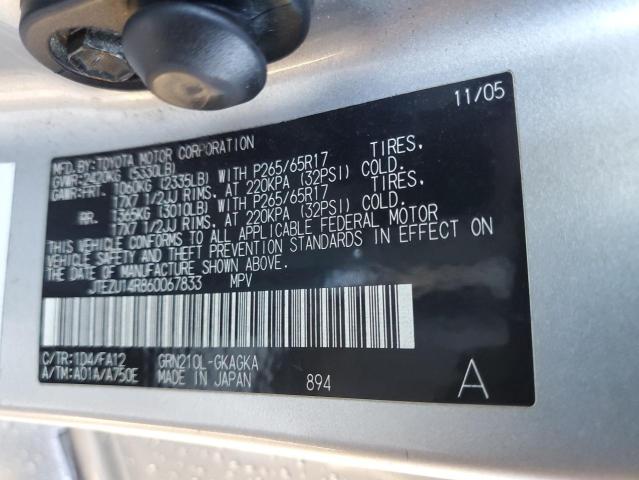 11/05
MFD.BY:TOYOTA MOTOR CORPORATION
GVWR:2420KG (5330LB)
GAWR:FRT. 1060KG (2335LB) WITH P265/65R17 TIRES,
17X7 1/2JJ RIMS, AT 220KPA (32PSI) COLD.
RR. 1365KG (3010LB) WITH P265/65R17 TIRES,
17X7 1/2JJ RIMS, AT 220KPA (32PSI) COLD.
THIS VEHICLE CONFORMS TO ALL APPLICABLE FEDERAL MOTOR
VEHICLE SAFETY AND THEFT PREVENTION STANDARDS IN EFFECT ON
THE DATE OF MANUFACTURE SHOWN ABOVE.
JTEZU14R860067833 MPV
C/TR:1D4/FA12 GRN210L-GKAGKA
A/TM:A01A/A750E MADE IN JAPAN 894 A